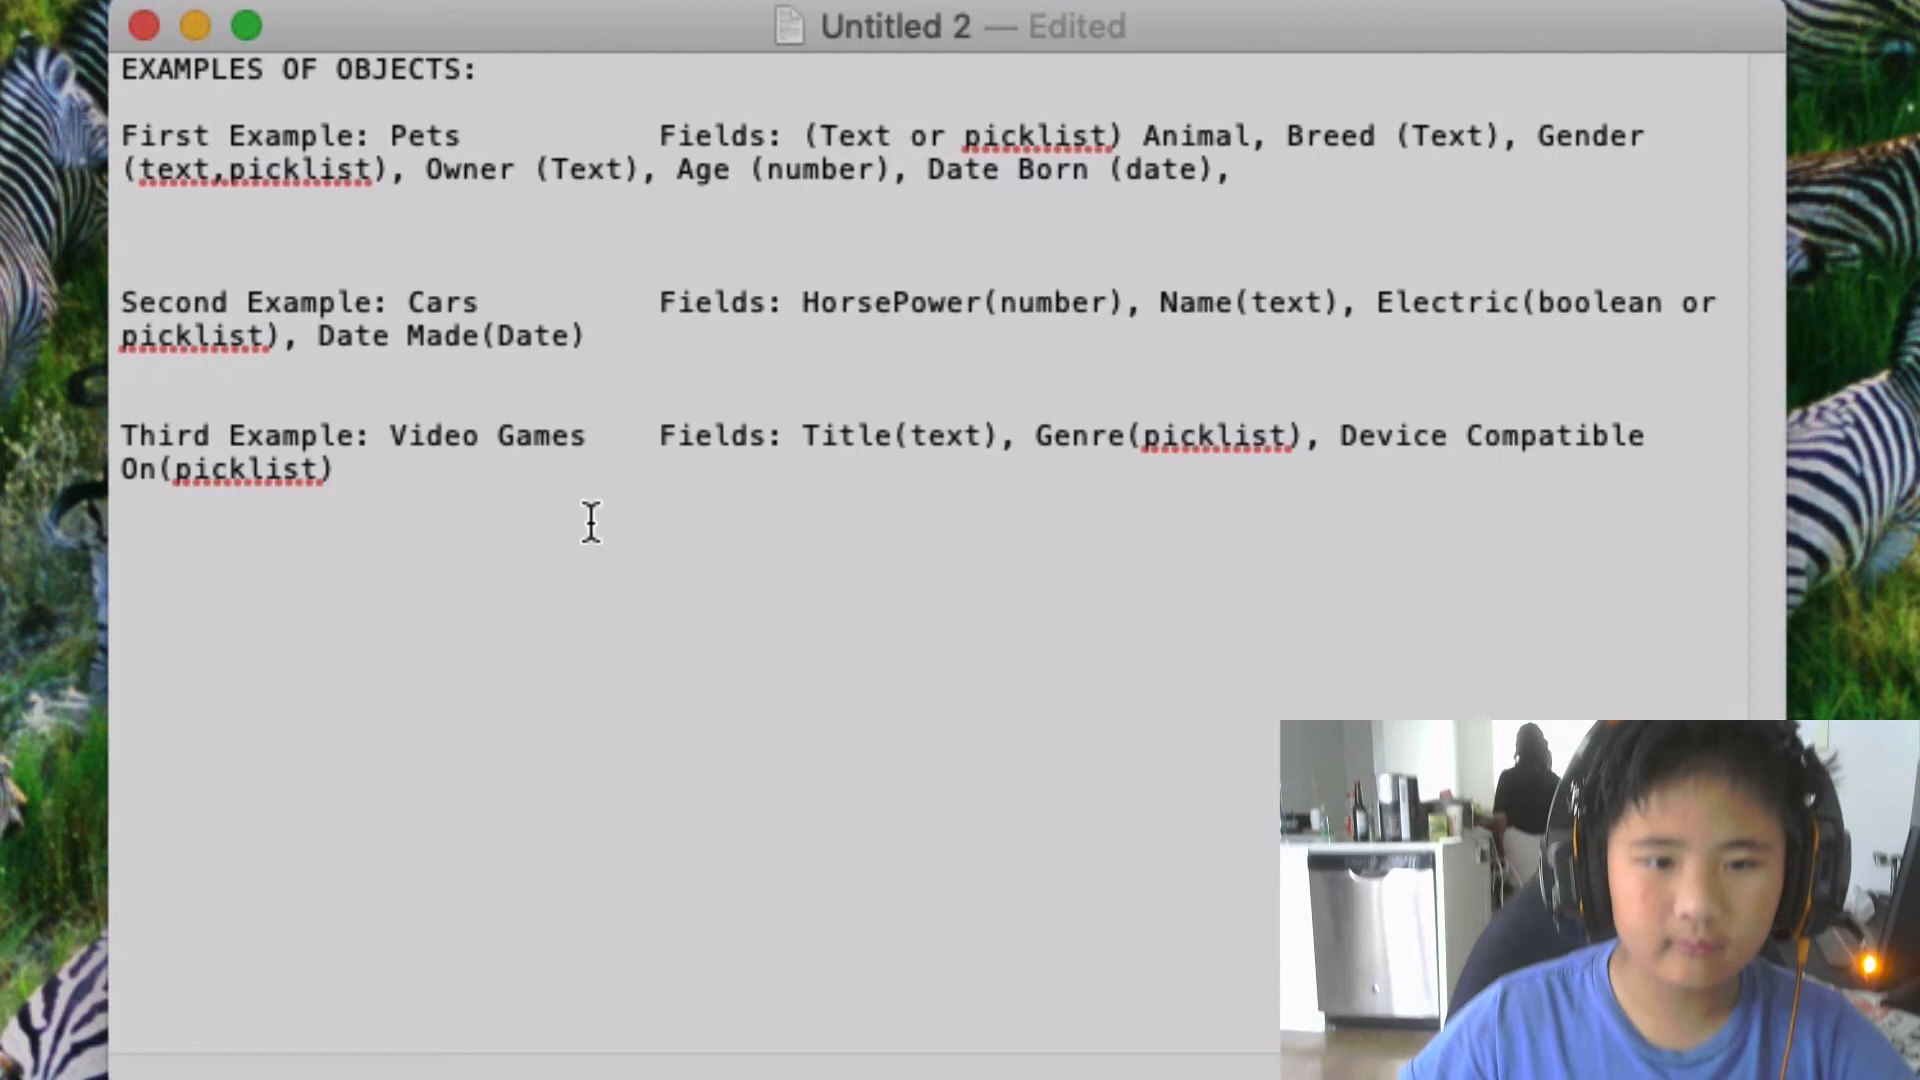 Untitled 2 — Edited
EXAMPLES OF OBJECTS:
First Example: Pets Fields: (Text or picklist) Animal, Breed (Text), Gender
(text,picklist), Owner (Text), Age (number), Date Born (date),
Second Example: Cars Fields: HorsePower(number), Name(text), Electric(boolean or
picklist), Date Made(Date)
Third Example: Video Games Fields: Title(text), Genre(picklist), Device Compatible
On(picklist)